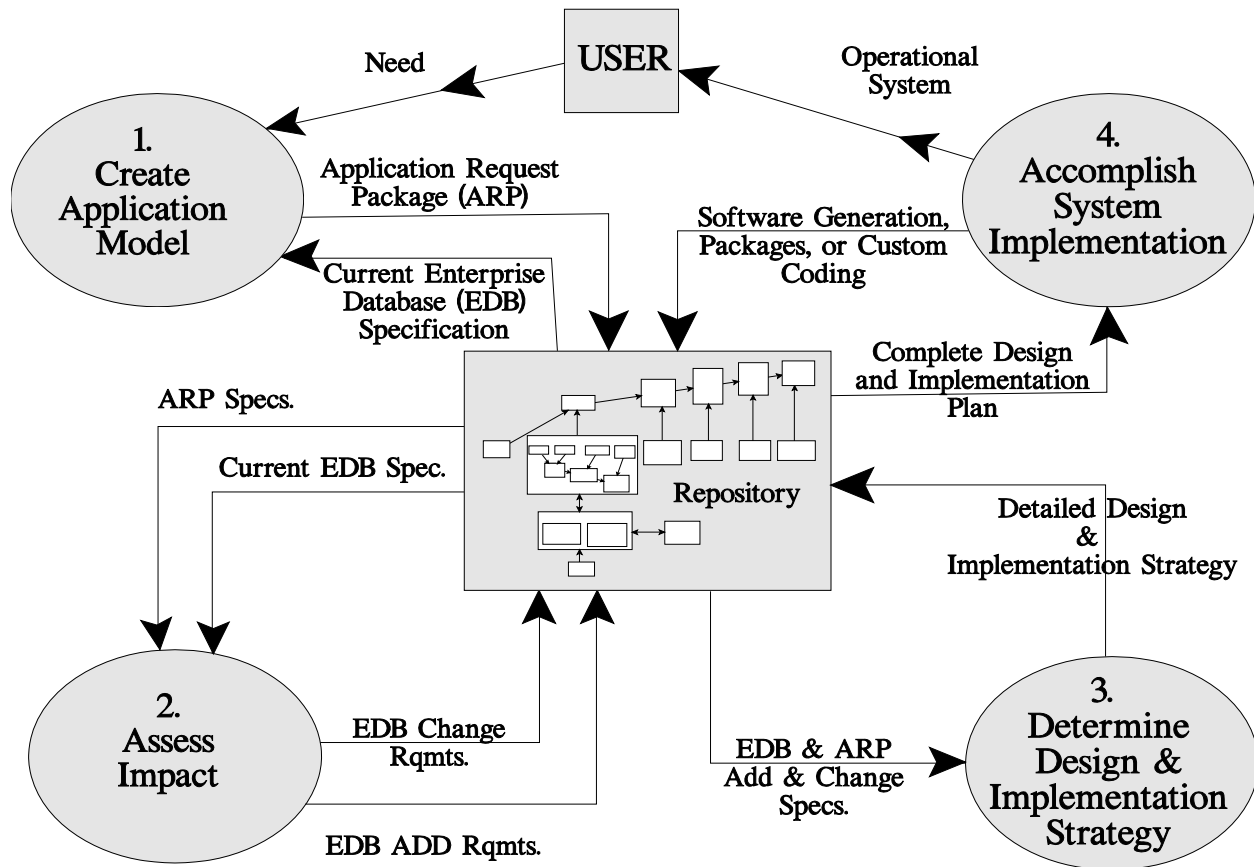 Need
USER
Operational
System
1.
Create
Application
Model
Application Request
Package (ARP)
Current Enterprise
Database (EDB)
Specification
Software Generation,
Packages, or Custom
Coding
4.
Accomplish
System
Implementation
Complete Design
and Implementation
Plan
ARP Specs.
Current EDB Spec.
Repository
Detailed Design
&
Implementation Strategy
2.
Assess
Impact
EDB Change
Rqmts.
EDB ADD Rqmts.
EDB & ARP
Add & Change
Specs.
3.
Determine
Design &
Implementation
Strategy